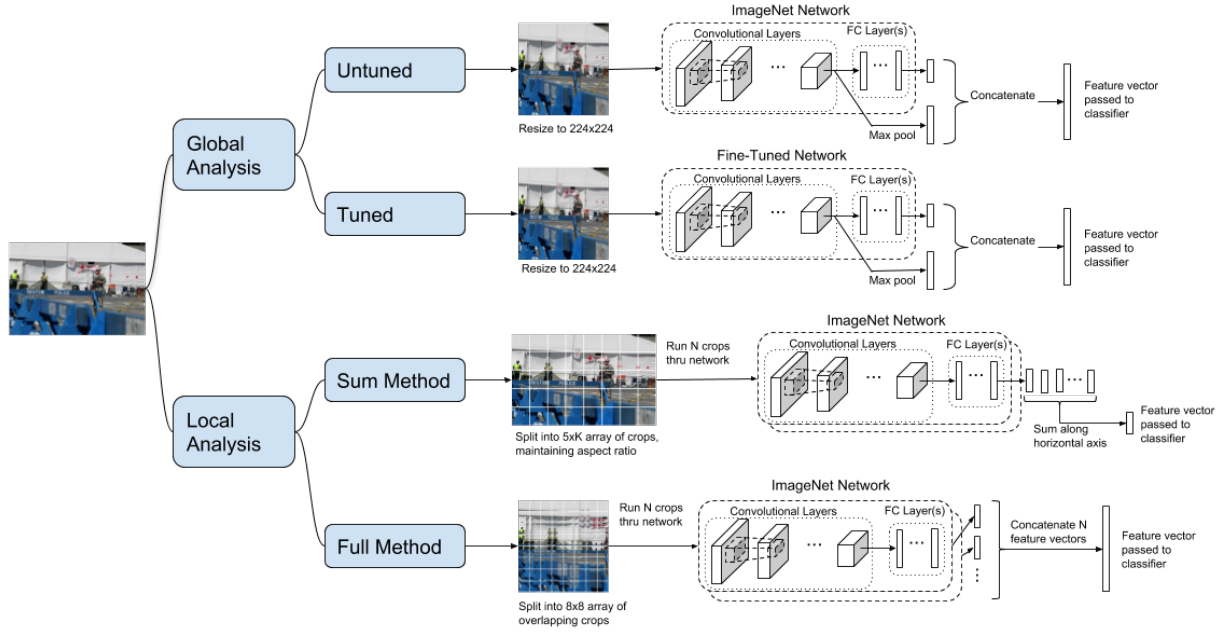 ImageNet Network
Convolutional Layers
FC Layer(s)
Untuned
...
...
Concatenate
Feature vector
passed to
classifier
Resize to 224x224
Max pool
Global
Analysis
Fine-Tuned Network
Convolutional Layers
FC Layer(s)
Tuned
...
...
Concatenate
Feature vector
passed to
classifier
Resize to 224x224
Max pool
ImageNet Network
Run N crops
thru network
Convolutional Layers
FC Layer(s)
Sum Method
...
...
...
Split into 5xK array of crops,
maintaining aspect ratio
Sum along
horizontal axis
Feature vector
passed to
classifier
Local
Analysis
ImageNet Network
Run N crops
thru network
Convolutional Layers
FC Layer(s)
Full Method
...
...
...
Concatenate N
feature vectors
Feature vector
passed to
classifier
Split into 8x8 array of
overlapping crops